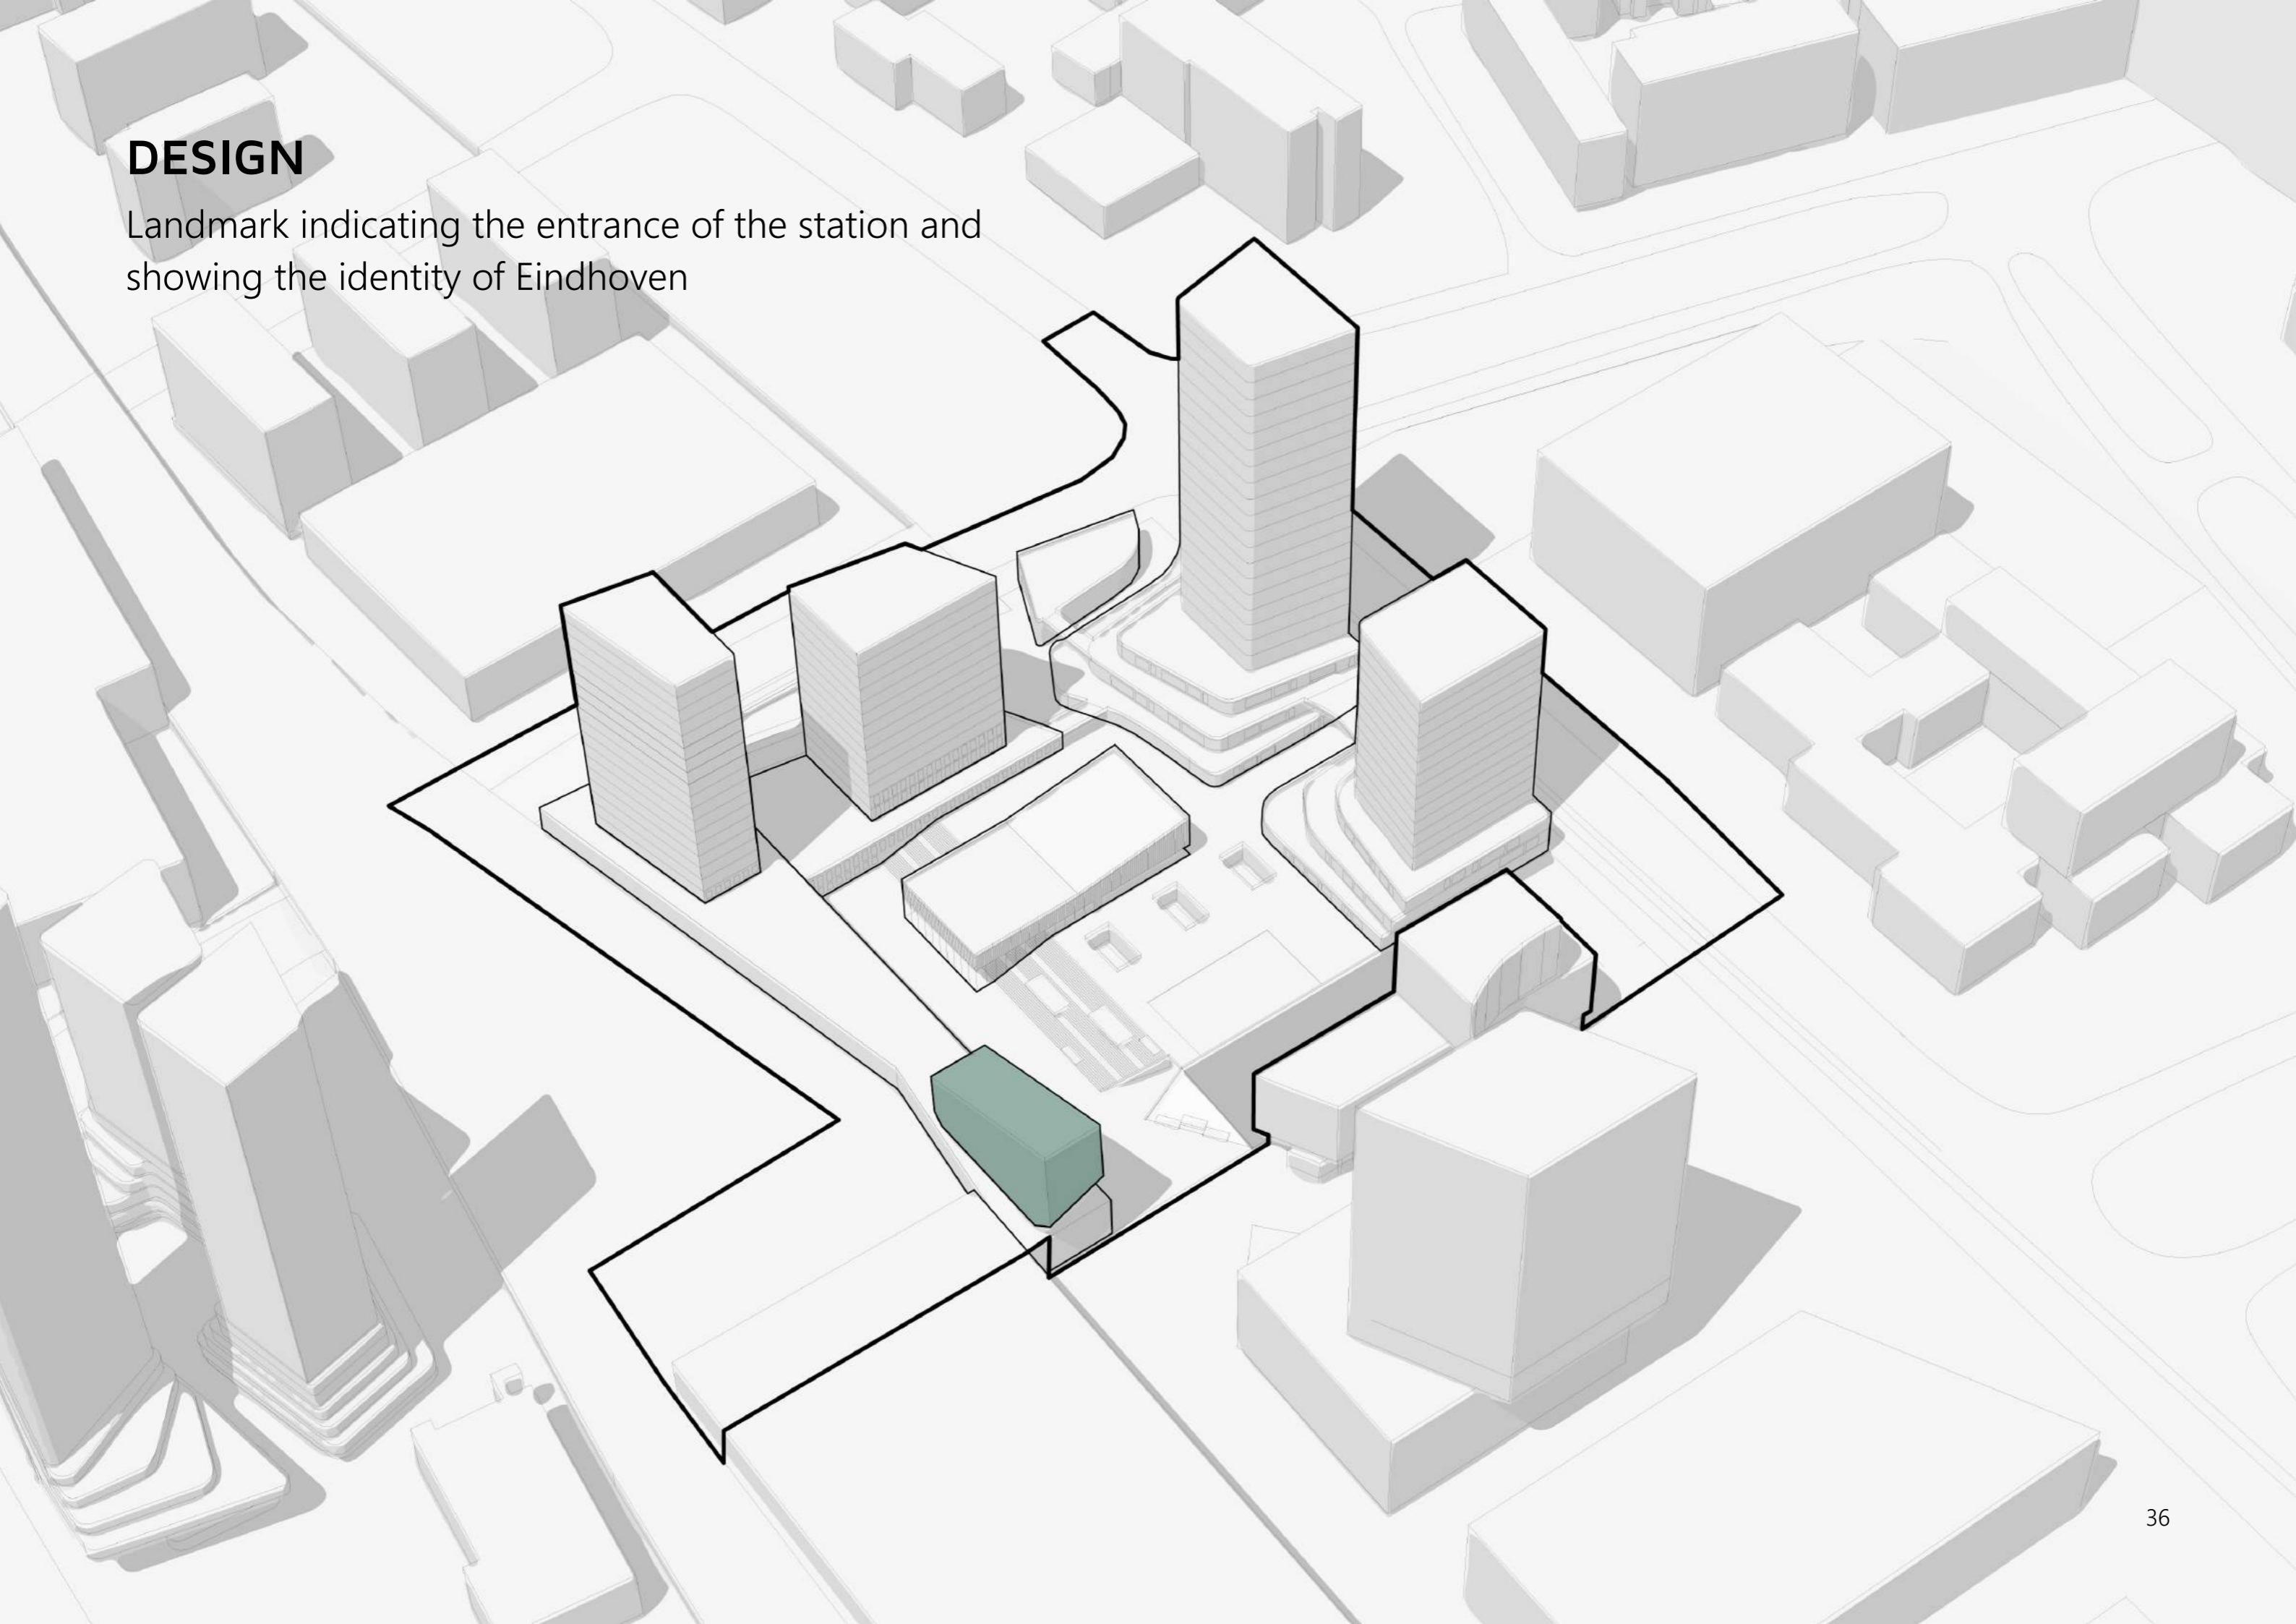 DESIGN
Landmark indicating the entrance of the station and
showing the identity of Eindhoven
36